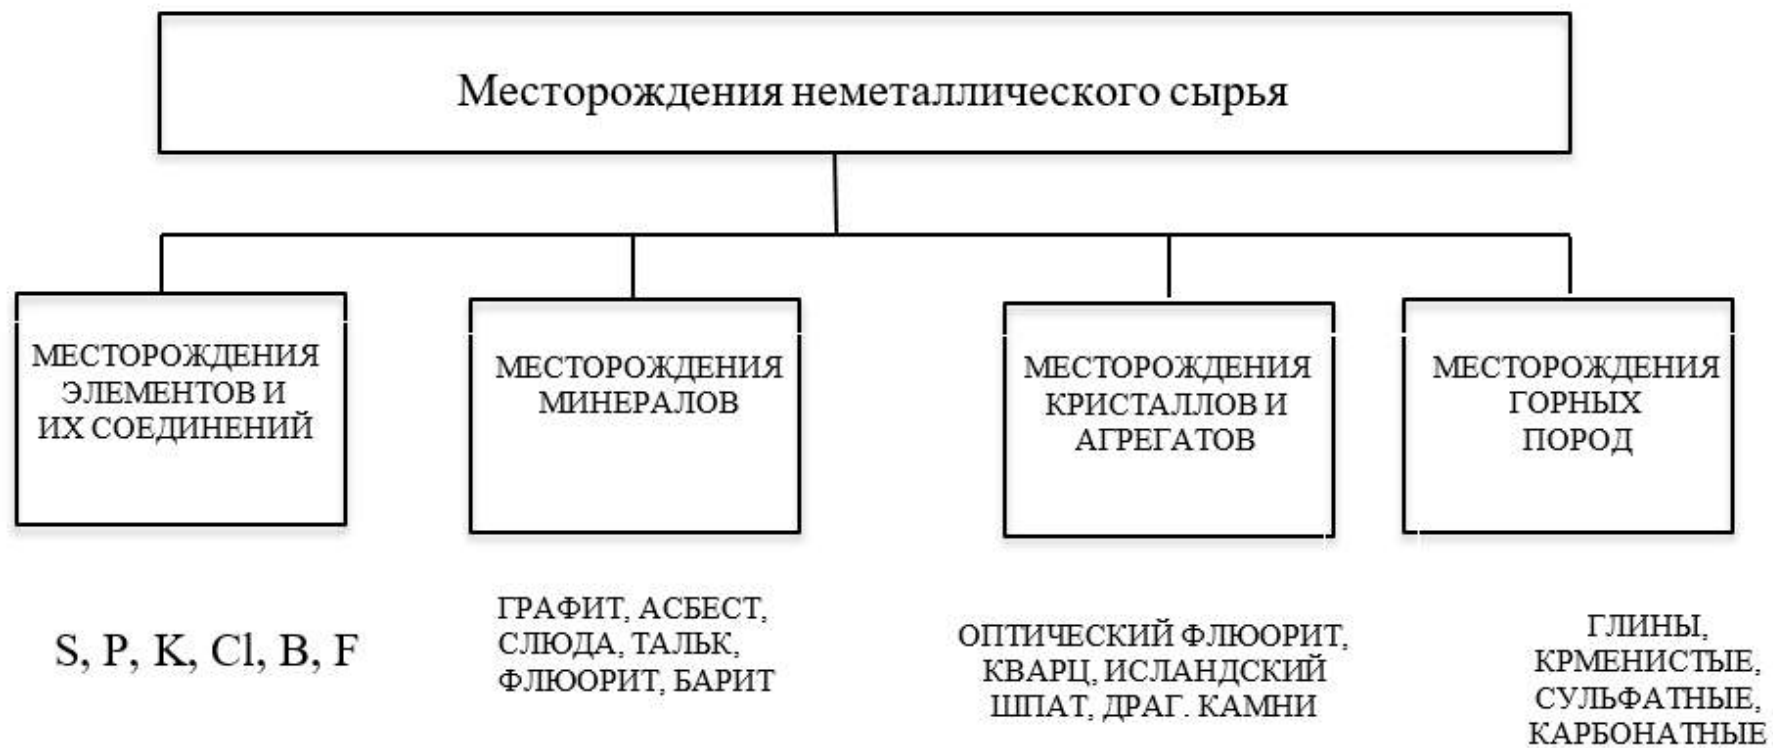 Месторождения неметаллического сырья
МЕСТОРОЖДЕНИЯ
ЭЛЕМЕНТОВ И
ИХ СОЕДИНЕНИЙ
МЕСТОРОЖДЕНИЯ
МИНЕРАЛОВ
МЕСТОРОЖДЕНИЯ
КРИСТАЛЛОВ И
АГРЕГАТОВ
МЕСТОРОЖДЕНИЯ
ГОРНЫХ
ПОРОД
S, P, K, Cl, B, F
ГРАФИТ, АСБЕСТ,
СЛЮДА, ТАЛЬК,
ФЛЮОРИТ, БАРИТ
ОПТИЧЕСКИЙ ФЛЮОРИТ,
КВАРЦ, ИСЛАНДСКИЙ
ШПАТ, ДРАГ. КАМНИ
ГЛИНЫ,
КРМЕНИСТЫЕ,
СУЛЬФАТНЫЕ,
КАРБОНАТНЫЕ